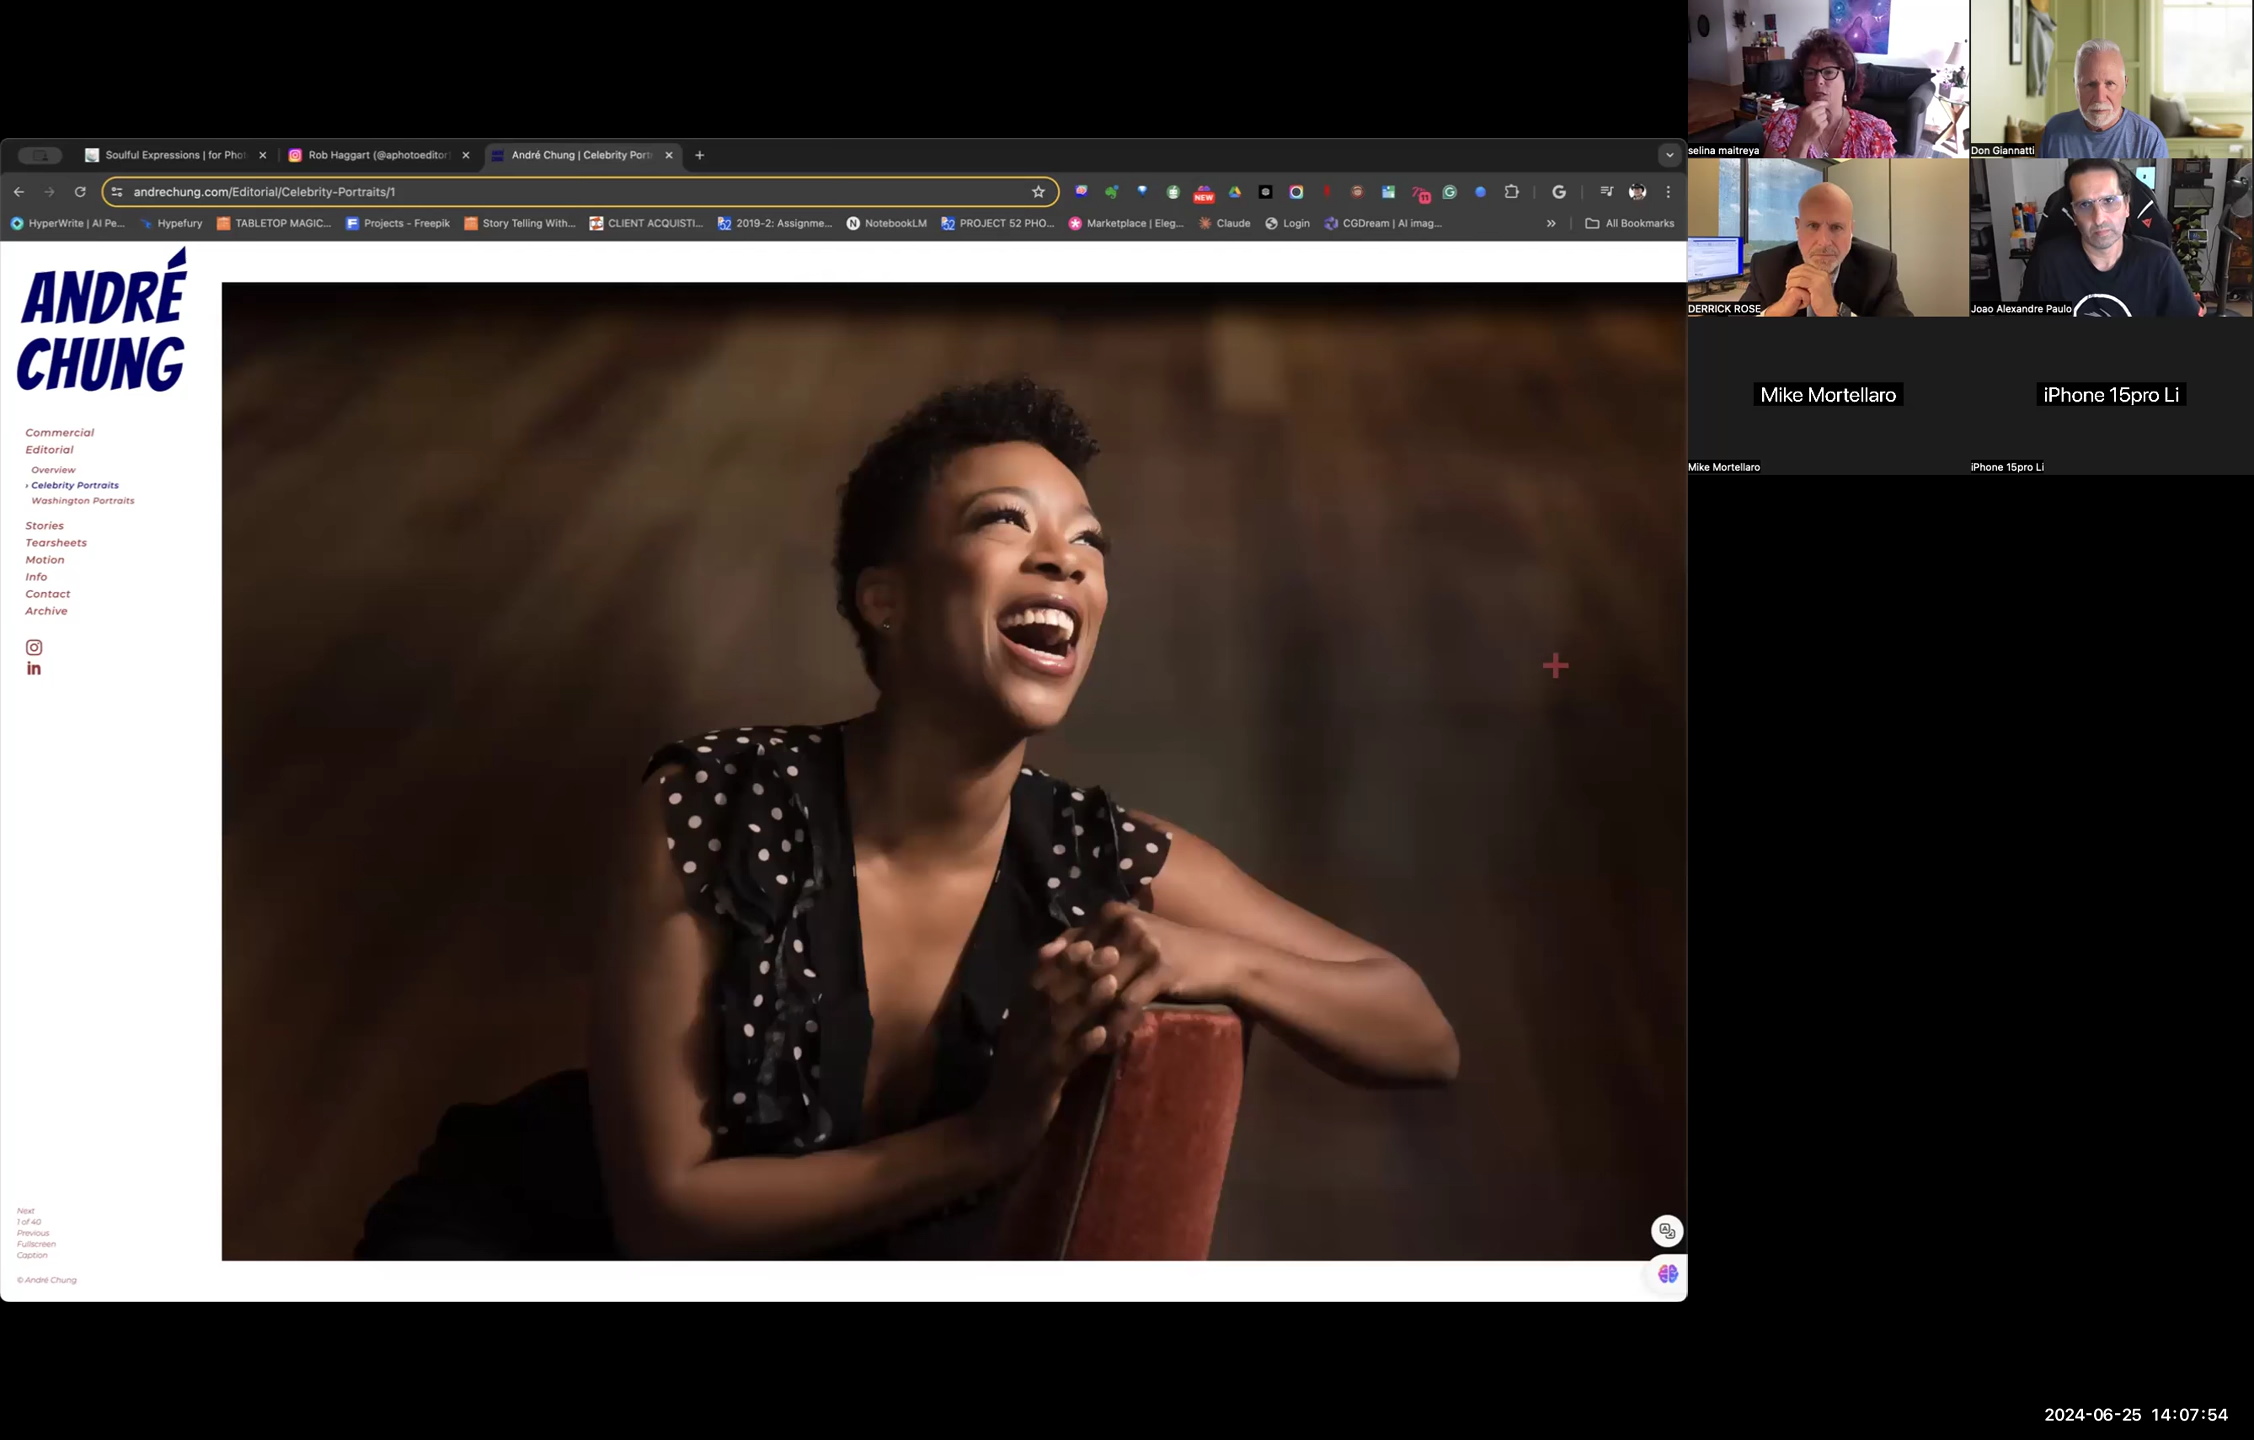 Soulful Expressions | for Phot
Rob Haggart (@aphotoeditor)
André Chung | Celebrity Port
andrechung.com/Editorial/Celebrity-Portraits/1
NEW
11
HyperWrite | AI Pe...
Hypefury
TABLETOP MAGIC...
Projects - Freepik
Story Telling With...
CLIENT ACQUISTI...
2019-2: Assignme...
NotebookLM
PROJECT 52 PHO...
Marketplace | Eleg...
Claude
Login
CGDream | AI imag...
All Bookmarks
ANDRÉ
CHUNG
Commercial
Editorial
Overview
› Celebrity Portraits
Washington Portraits
Stories
Tearsheets
Motion
Info
Contact
Archive
in
Next
1 of 40
Previous
Fullscreen
Caption
© André Chung
selina maitreya
Don Giannatti
DERRICK ROSE
Joao Alexandre Paulo
Mike Mortellaro
iPhone 15pro Li
Mike Mortellaro
iPhone 15pro Li
2024-06-25 14:07:54